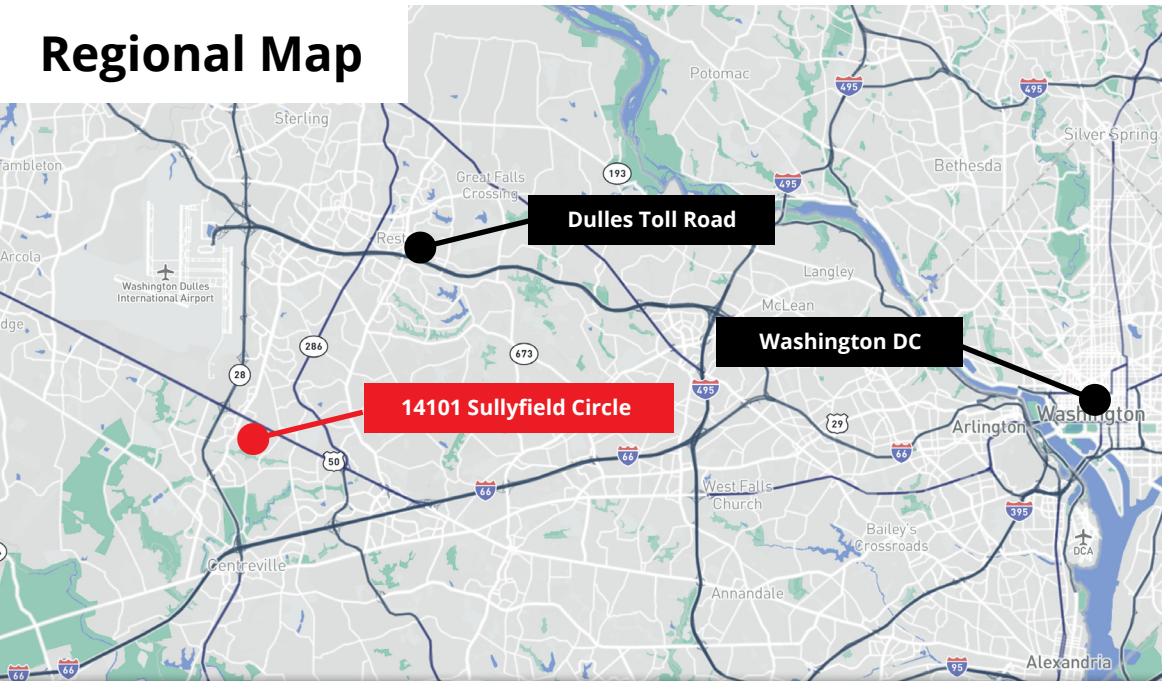 Regional Map
Potomac
495
495
Sterling
Silver Spring
ambleton
Bethesda
193
Great Falls
Crossing
495
Dulles Toll Road
Rest
Arcola
Langley
Washington Dulles
International Airport
McLean
dge
Washington DC
286
673
28
495
14101 Sullyfield Circle
Washington
29
Arlington
66
66
50
66
West Falls
Church
395
Bailey's
Crossroads
DCA
Centreville
Annandale
Alexandria
66
66
95